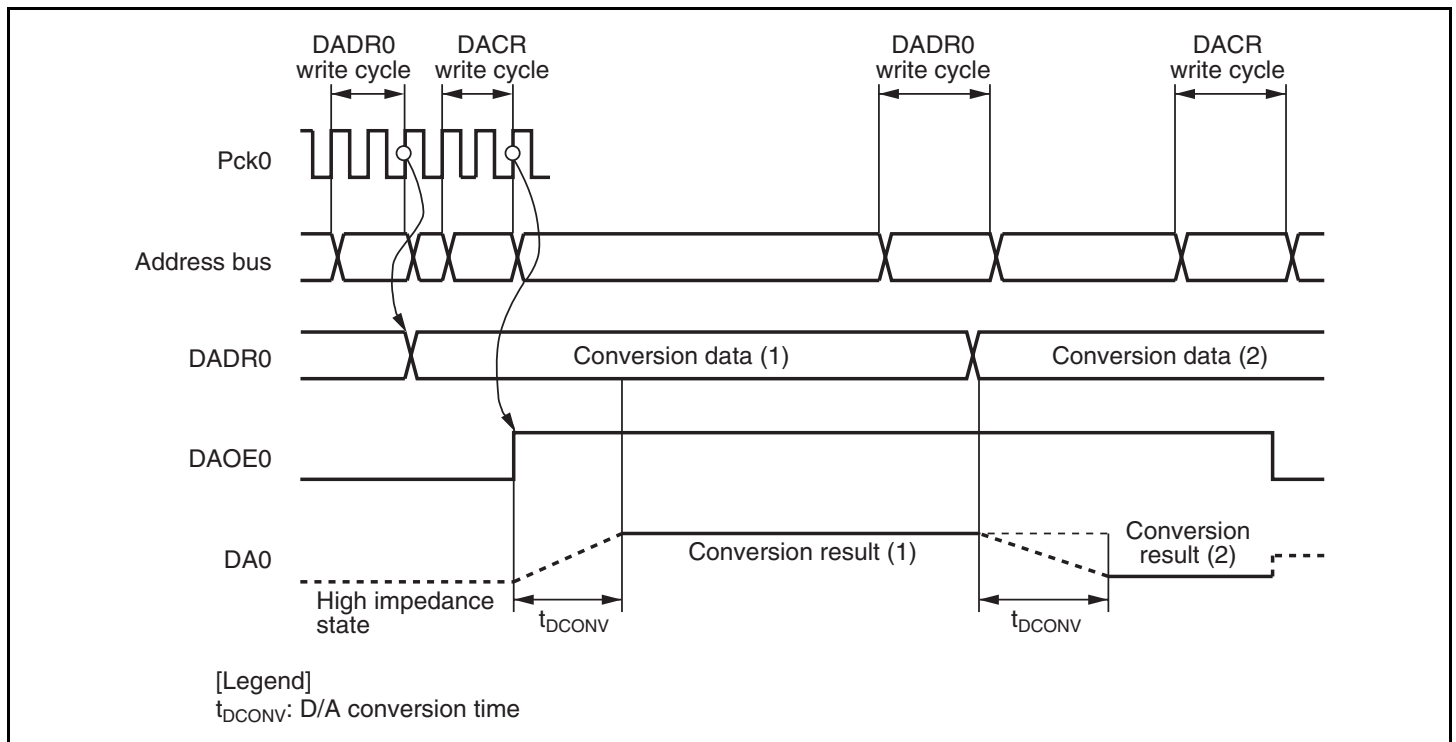 DADR0
write cycle
DACR
write cycle
DADR0
write cycle
DACR
write cycle
Pck0
Address bus
DADR0
Conversion data (1)
Conversion data (2)
DAOE0
DA0
Conversion result (1)
Conversion
result (2)
High impedance
state
tDCONV
tDCONV
[Legend]
tDCONV: D/A conversion time